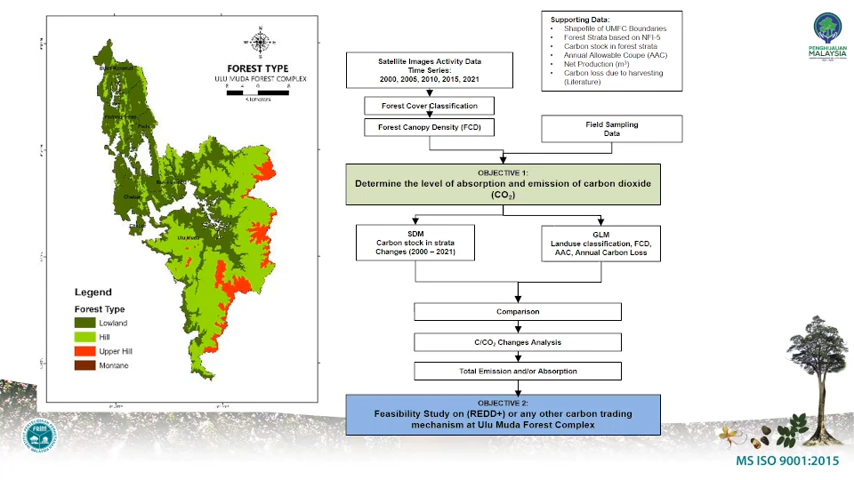 FOREST TYPE
ULU MUDA FOREST COMPLEX
Kilometers
Ulu Muda
Legend
Forest Type
Lowland
Hill
Upper Hill
Montane
Satellite Images Activity Data
Time Series:
2000, 2005, 2010, 2015, 2021
Forest Cover Classification
Forest Canopy Density (FCD)
Supporting Data:
• Shapefile of UMFC Boundaries
• Forest Strata based on NFI-5
• Carbon stock in forest strata
• Annual Allowable Coupe (AAC)
• Net Production (m³)
• Carbon loss due to harvesting
(Literature)
Field Sampling
Data
OBJECTIVE 1:
Determine the level of absorption and emission of carbon dioxide
(CO₂)
SDM
Carbon stock in strata
Changes (2000 – 2021)
GLM
Landuse classification, FCD,
AAC, Annual Carbon Loss
Comparison
C/CO₂ Changes Analysis
Total Emission and/or Absorption
OBJECTIVE 2:
Feasibility Study on (REDD+) or any other carbon trading
mechanism at Ulu Muda Forest Complex
PENGHIJAUAN
MALAYSIA
FRIM
MS ISO 9001:2015